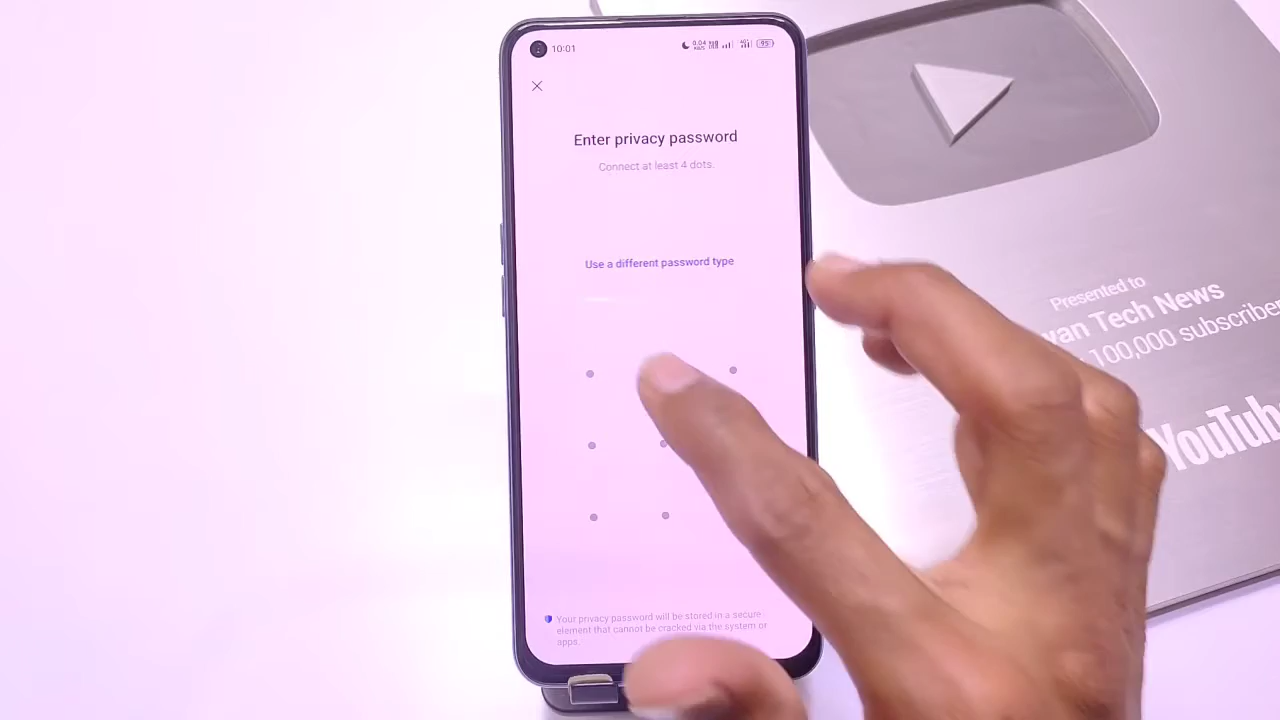 10:01
95
Enter privacy password
Connect at least 4 dots.
Use a different password type
Your privacy password will be stored in a secure
element that cannot be cracked via the system or
apps.
Presented to
Tech News
100,000
YouTub